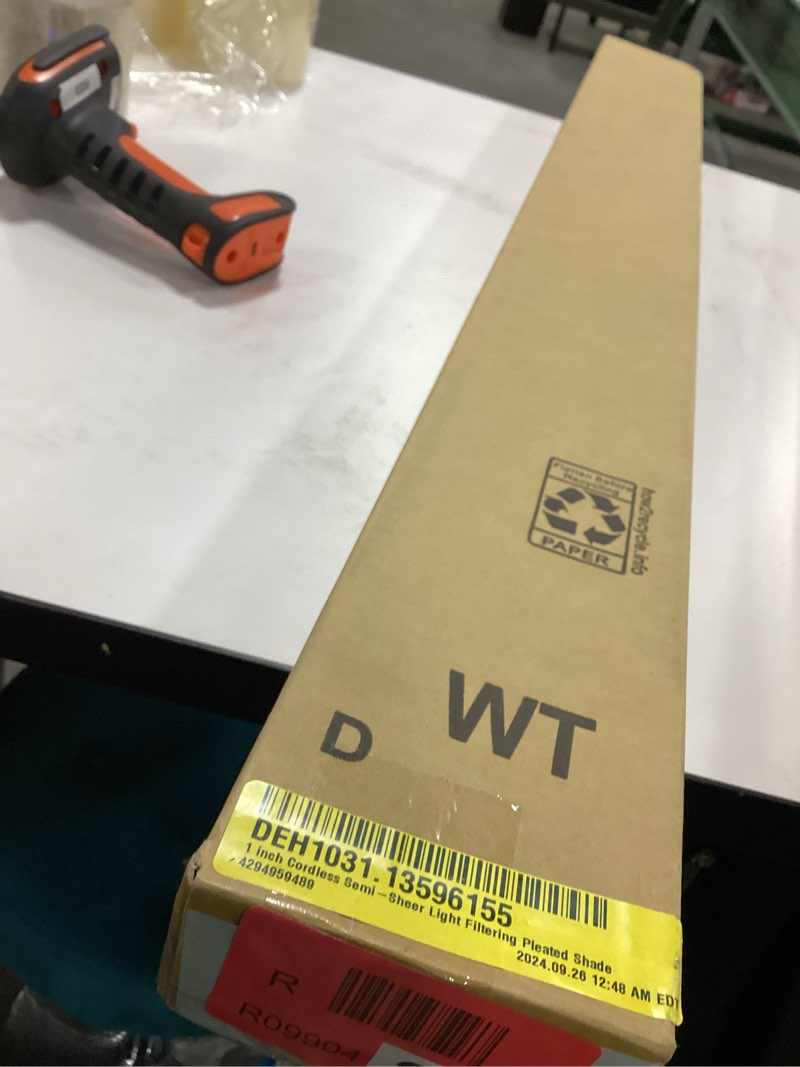 Flatten Before
Recycling
PAPER
how2recycle.info
WT
D
DEH1031.13596155
1 Inch Cordless Semi-Sheer Light Filtering Pleated Shade
4294959489
2024.09.26 12:48 AM EDT
R
R09904